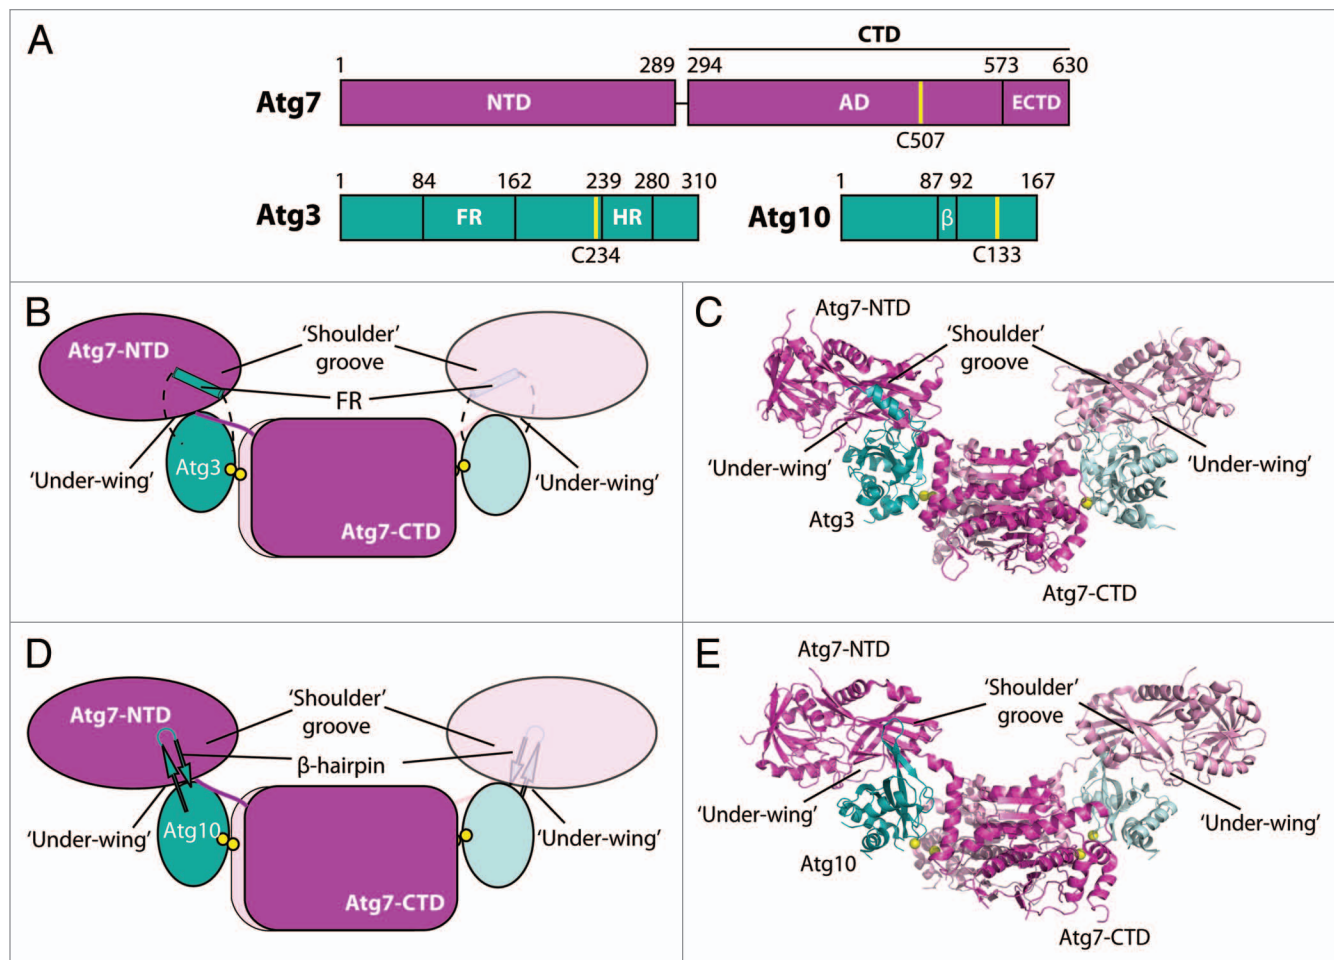 A
CTD
1 289 294 573 630
Atg7 NTD AD ECTD
C507
1 84 162 239 280 310 1 87 92 167
Atg3 FR HR Atg10 β
C234 C133
B
Atg7-NTD
'Shoulder'
groove
FR
'Under-wing'
Atg3
'Under-wing'
Atg7-CTD
C
Atg7-NTD
'Shoulder'
groove
'Under-wing'
'Under-wing'
Atg3
Atg7-CTD
D
Atg7-NTD
'Shoulder'
groove
β-hairpin
'Under-wing'
Atg10
'Under-wing'
Atg7-CTD
E
Atg7-NTD
'Shoulder'
groove
'Under-wing'
'Under-wing'
Atg10
Atg7-CTD